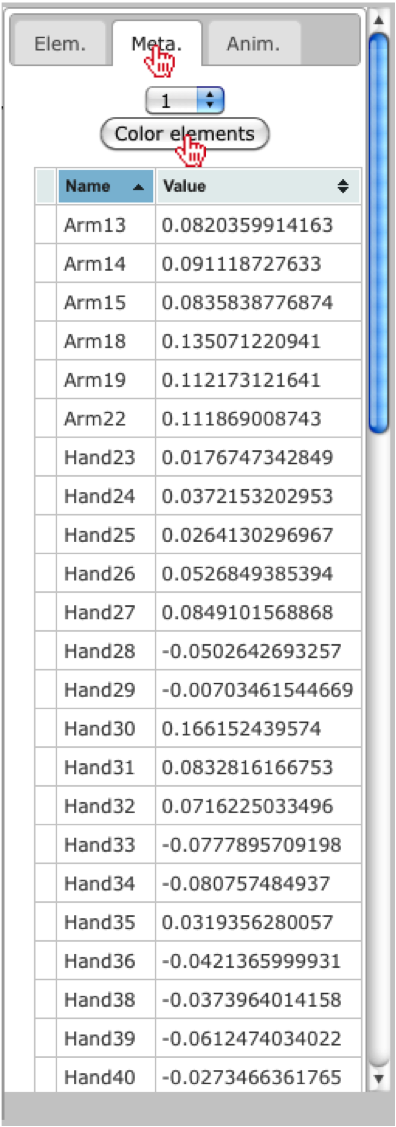 Elem. Meta. Anim.
1
Color elements
Name Value
Arm13 0.0820359914163
Arm14 0.091118727633
Arm15 0.0835838776874
Arm18 0.135071220941
Arm19 0.112173121641
Arm22 0.111869008743
Hand23 0.0176747342849
Hand24 0.0372153202953
Hand25 0.0264130296967
Hand26 0.0526849385394
Hand27 0.0849101568868
Hand28 -0.0502642693257
Hand29 -0.00703461544669
Hand30 0.166152439574
Hand31 0.0832816166753
Hand32 0.0716225033496
Hand33 -0.0777895709198
Hand34 -0.080757484937
Hand35 0.0319356280057
Hand36 -0.0421365999931
Hand38 -0.0373964014158
Hand39 -0.0612474034022
Hand40 -0.0273466361765